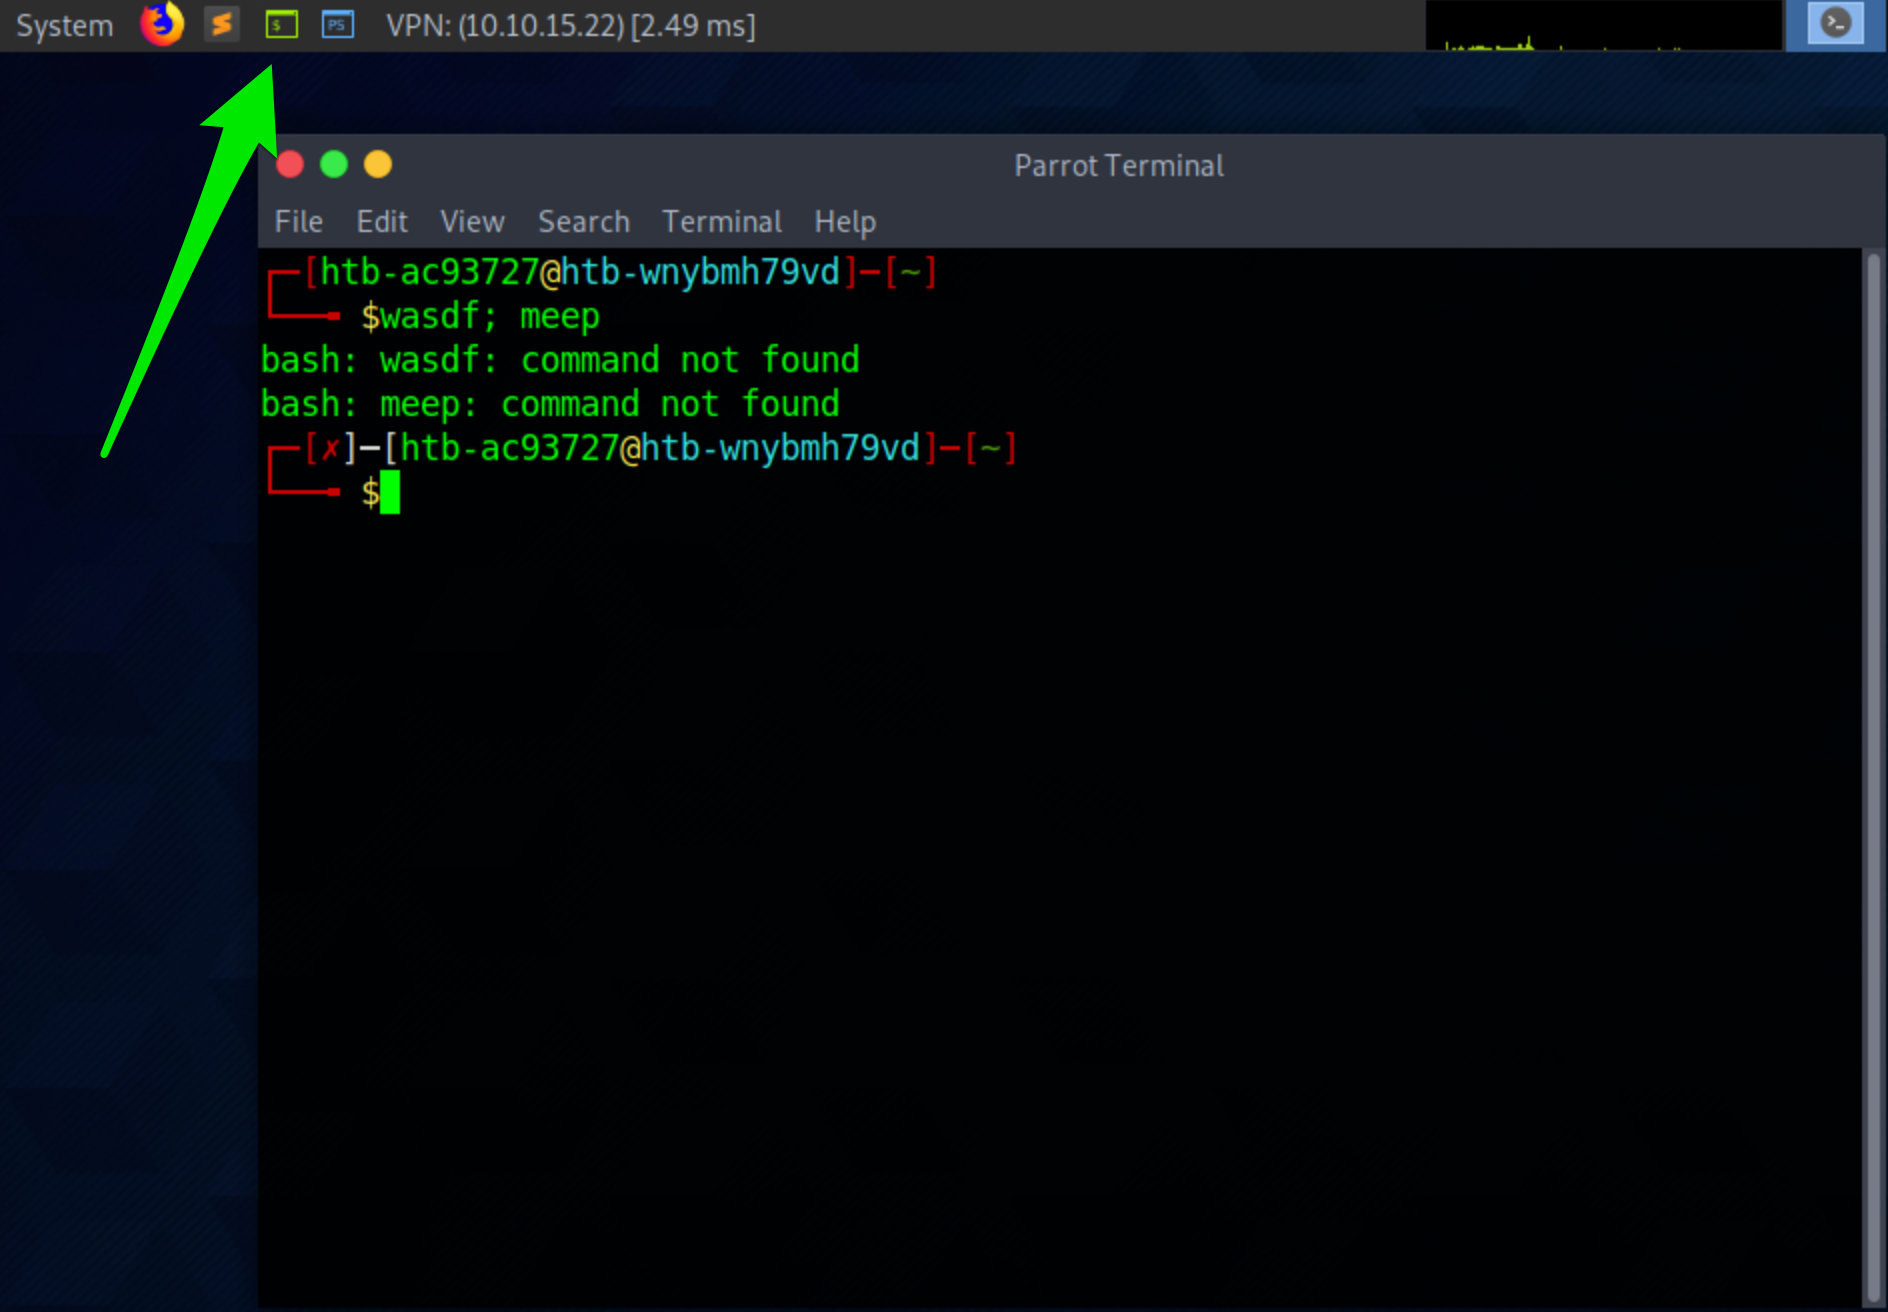 System $ PS VPN: (10.10.15.22) [2.49 ms] >_
Parrot Terminal
File Edit View Search Terminal Help
┌─[htb-ac93727@htb-wnybmh79vd]─[~]
└──╼ $wasdf; meep
bash: wasdf: command not found
bash: meep: command not found
┌─[✗]─[htb-ac93727@htb-wnybmh79vd]─[~]
└──╼ $